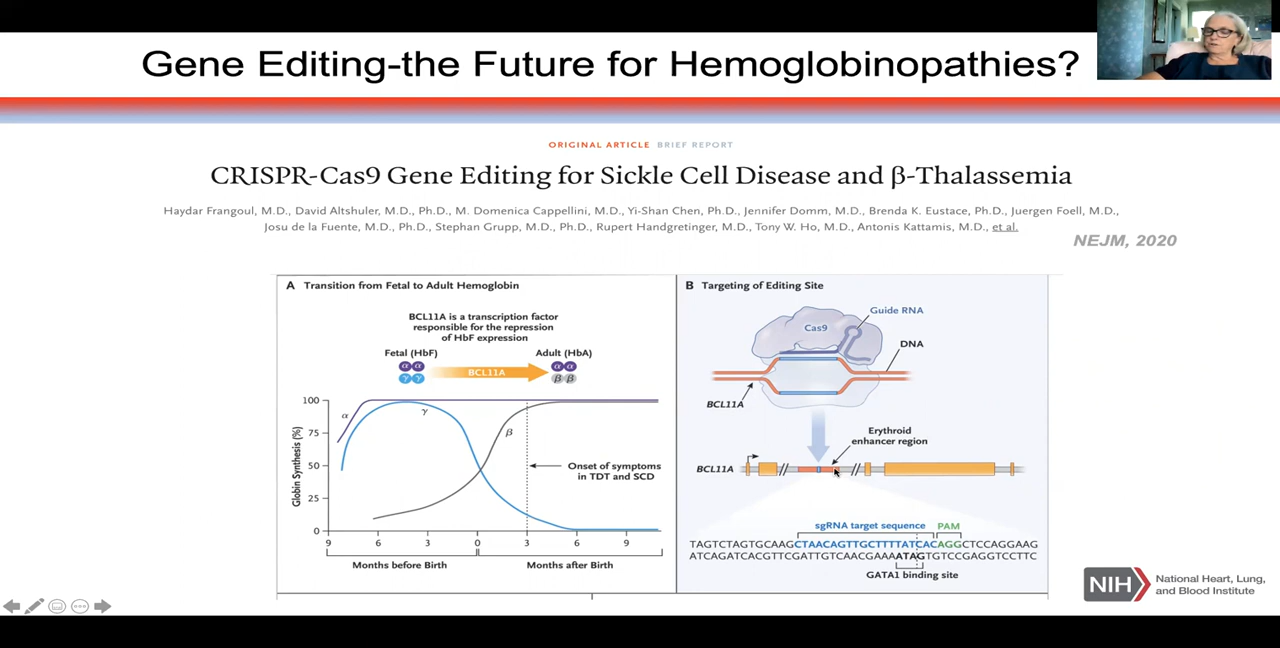 Gene Editing-the Future for Hemoglobinopathies?
ORIGINAL ARTICLE BRIEF REPORT
CRISPR-Cas9 Gene Editing for Sickle Cell Disease and β-Thalassemia
Haydar Frangoul, M.D., David Altshuler, M.D., Ph.D., M. Domenica Cappellini, M.D., Yi-Shan Chen, Ph.D., Jennifer Domm, M.D., Brenda K. Eustace, Ph.D., Juergen Foell, M.D.,
Josu de la Fuente, M.D., Ph.D., Stephan Grupp, M.D., Ph.D., Rupert Handgretinger, M.D., Tony W. Ho, M.D., Antonis Kattamis, M.D., et al.
NEJM, 2020
A Transition from Fetal to Adult Hemoglobin
BCL11A is a transcription factor
responsible for the repression
of HbF expression
Fetal (HbF)
Adult (HbA)
α α
γ γ
BCL11A
α α
β β
Globin Synthesis (%)
100
75
50
25
0
α
γ
β
Onset of symptoms
in TDT and SCD
9 6 3 0 3 6 9
Months before Birth
Months after Birth
B Targeting of Editing Site
Guide RNA
Cas9
DNA
BCL11A
Erythroid
enhancer region
BCL11A
sgRNA target sequence PAM
TAGTCTAGTGCAAGCTAACAGTTGCTTTTATCACAGGCTCCAGGAAG
ATCAGATCACGTTCGATTGTCAACGAAAATAGTGTCCGAGGTCCTTC
GATA1 binding site
NIH
National Heart, Lung,
and Blood Institute